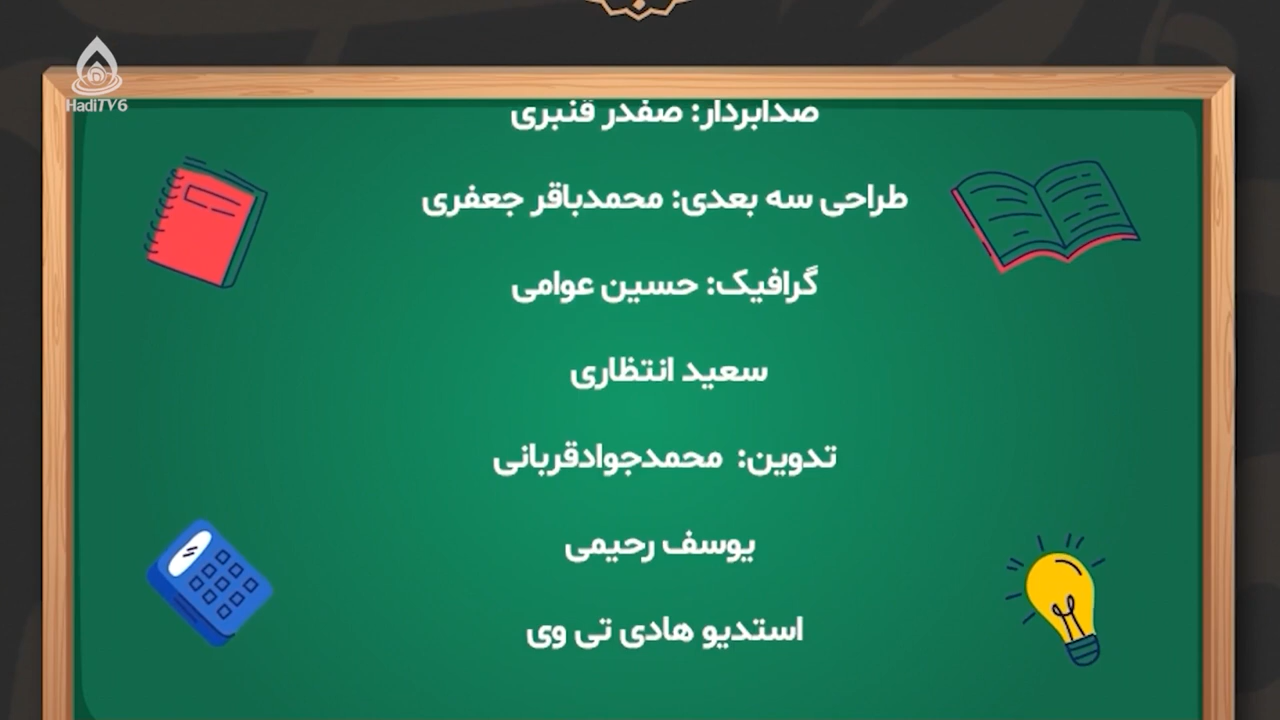 HadiTV6
صدابردار: صفدر قنبری
طراحی سه بعدی: محمدباقر جعفری
گرافیک: حسین عوامی
سعید انتظاری
تدوین: محمدجوادقربانی
یوسف رحیمی
استدیو هادی تی وی